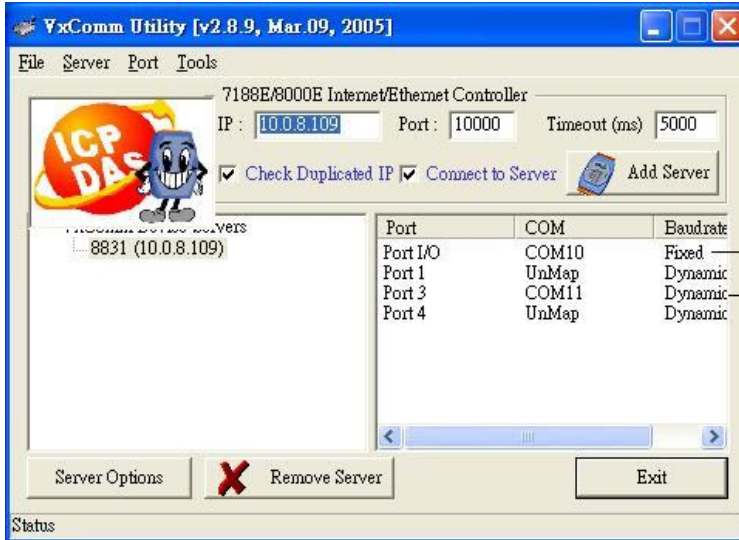 VxComm Utility [v2.8.9, Mar.09, 2005]
File Server Port Tools
7188E/8000E Internet/Ethernet Controller
IP : 10.0.8.109 Port : 10000 Timeout (ms) 5000
ICP DAS
Check Duplicated IP Connect to Server Add Server
VxComm Device Servers
8831 (10.0.8.109)
Port COM Baudrate
Port I/O COM10 Fixed
Port 1 UnMap Dynamic
Port 3 COM11 Dynamic
Port 4 UnMap Dynamic
Server Options Remove Server Exit
Status